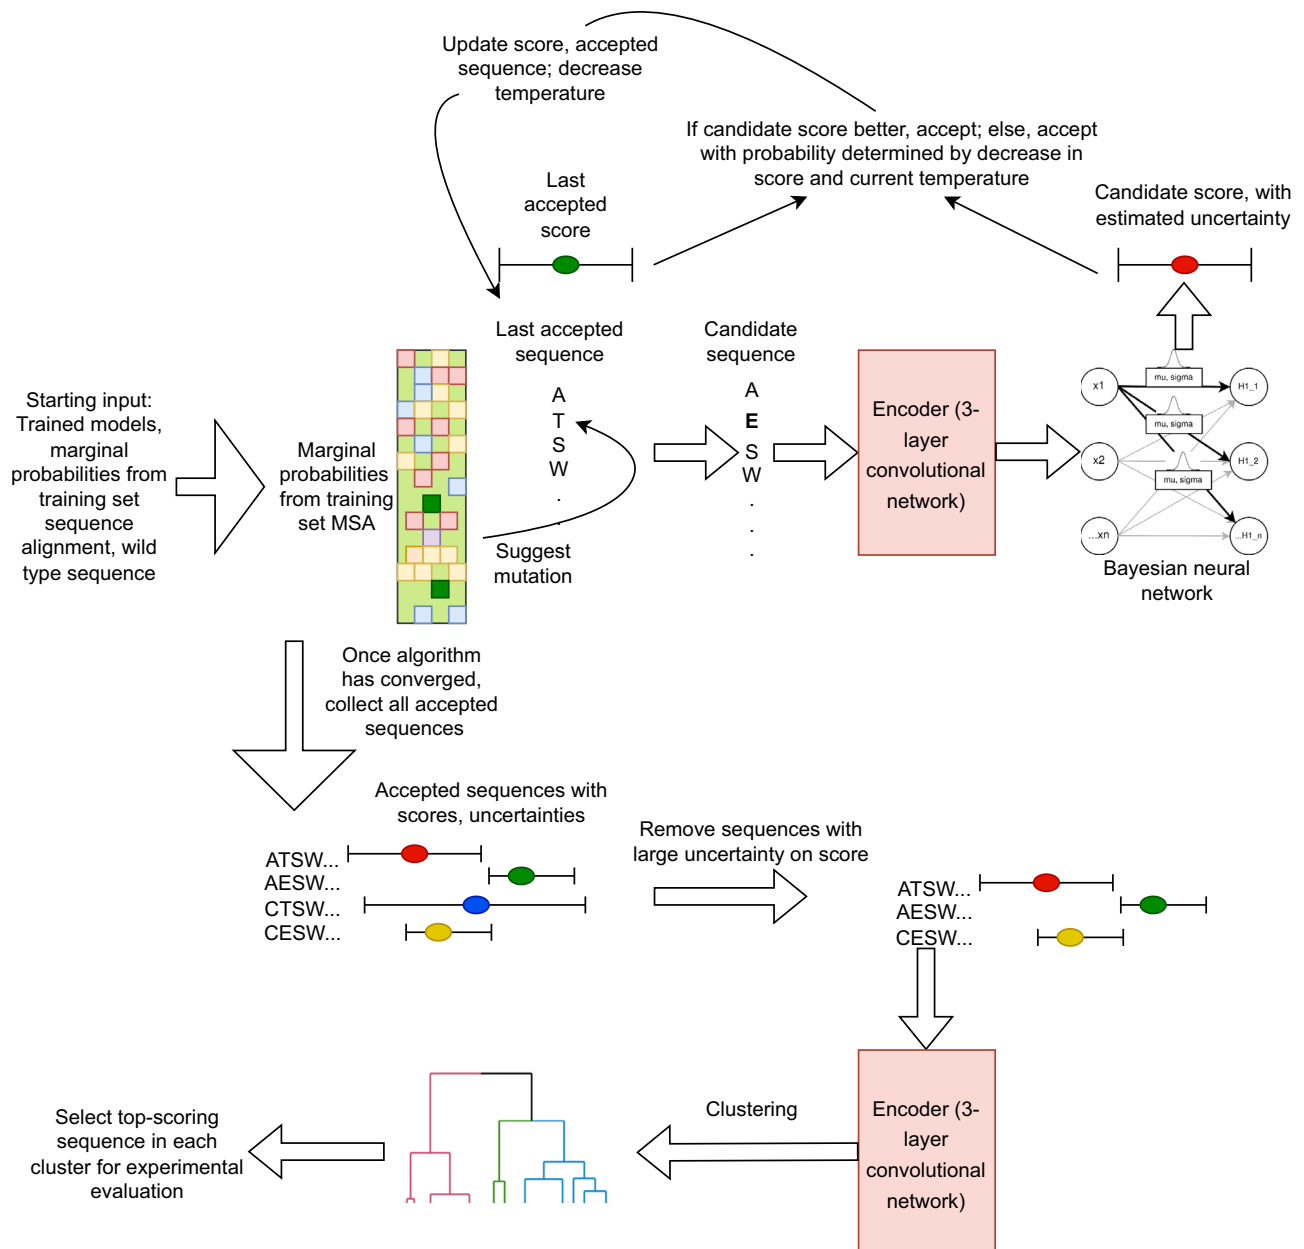 Update score, accepted
sequence; decrease
temperature
If candidate score better, accept; else, accept
with probability determined by decrease in
score and current temperature
Last
accepted
score
Candidate score, with
estimated uncertainty
Starting input:
Trained models,
marginal
probabilities from
training set
sequence
alignment, wild
type sequence
Marginal
probabilities
from training
set MSA
Last accepted
sequence
A
T
S
W
.
.
Suggest
mutation
Candidate
sequence
A
E
S
W
.
.
.
Encoder (3-
layer
convolutional
network)
x1
x2
...xn
mu, sigma
mu, sigma
mu, sigma
H1_1
H1_2
...H1_n
Bayesian neural
network
Once algorithm
has converged,
collect all accepted
sequences
Accepted sequences with
scores, uncertainties
ATSW...
AESW...
CTSW...
CESW...
Remove sequences with
large uncertainty on score
ATSW...
AESW...
CESW...
Encoder (3-
layer
convolutional
network)
Clustering
Select top-scoring
sequence in each
cluster for experimental
evaluation